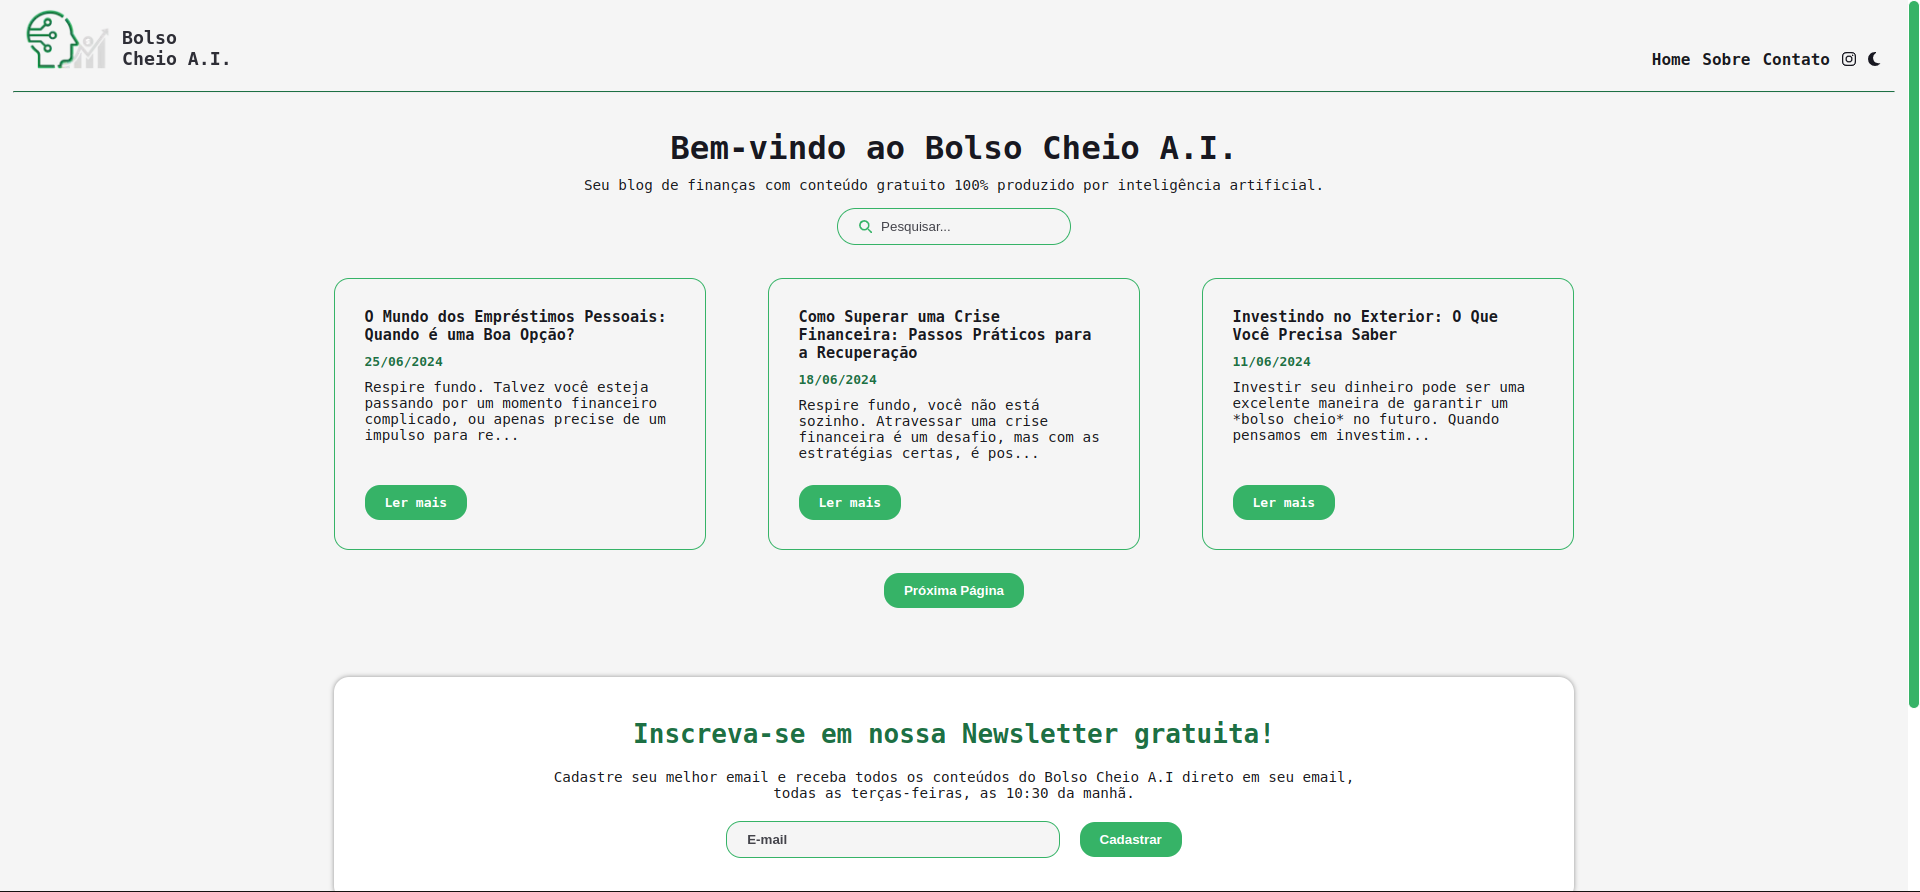 Bolso
Cheio A.I.
Home Sobre Contato
Bem-vindo ao Bolso Cheio A.I.
Seu blog de finanças com conteúdo gratuito 100% produzido por inteligência artificial.
Pesquisar...
O Mundo dos Empréstimos Pessoais:
Quando é uma Boa Opção?
25/06/2024
Respire fundo. Talvez você esteja
passando por um momento financeiro
complicado, ou apenas precise de um
impulso para re...
Ler mais
Como Superar uma Crise
Financeira: Passos Práticos para
a Recuperação
18/06/2024
Respire fundo, você não está
sozinho. Atravessar uma crise
financeira é um desafio, mas com as
estratégias certas, é pos...
Ler mais
Investindo no Exterior: O Que
Você Precisa Saber
11/06/2024
Investir seu dinheiro pode ser uma
excelente maneira de garantir um
*bolso cheio* no futuro. Quando
pensamos em investim...
Ler mais
Próxima Página
Inscreva-se em nossa Newsletter gratuita!
Cadastre seu melhor email e receba todos os conteúdos do Bolso Cheio A.I direto em seu email,
todas as terças-feiras, as 10:30 da manhã.
E-mail
Cadastrar